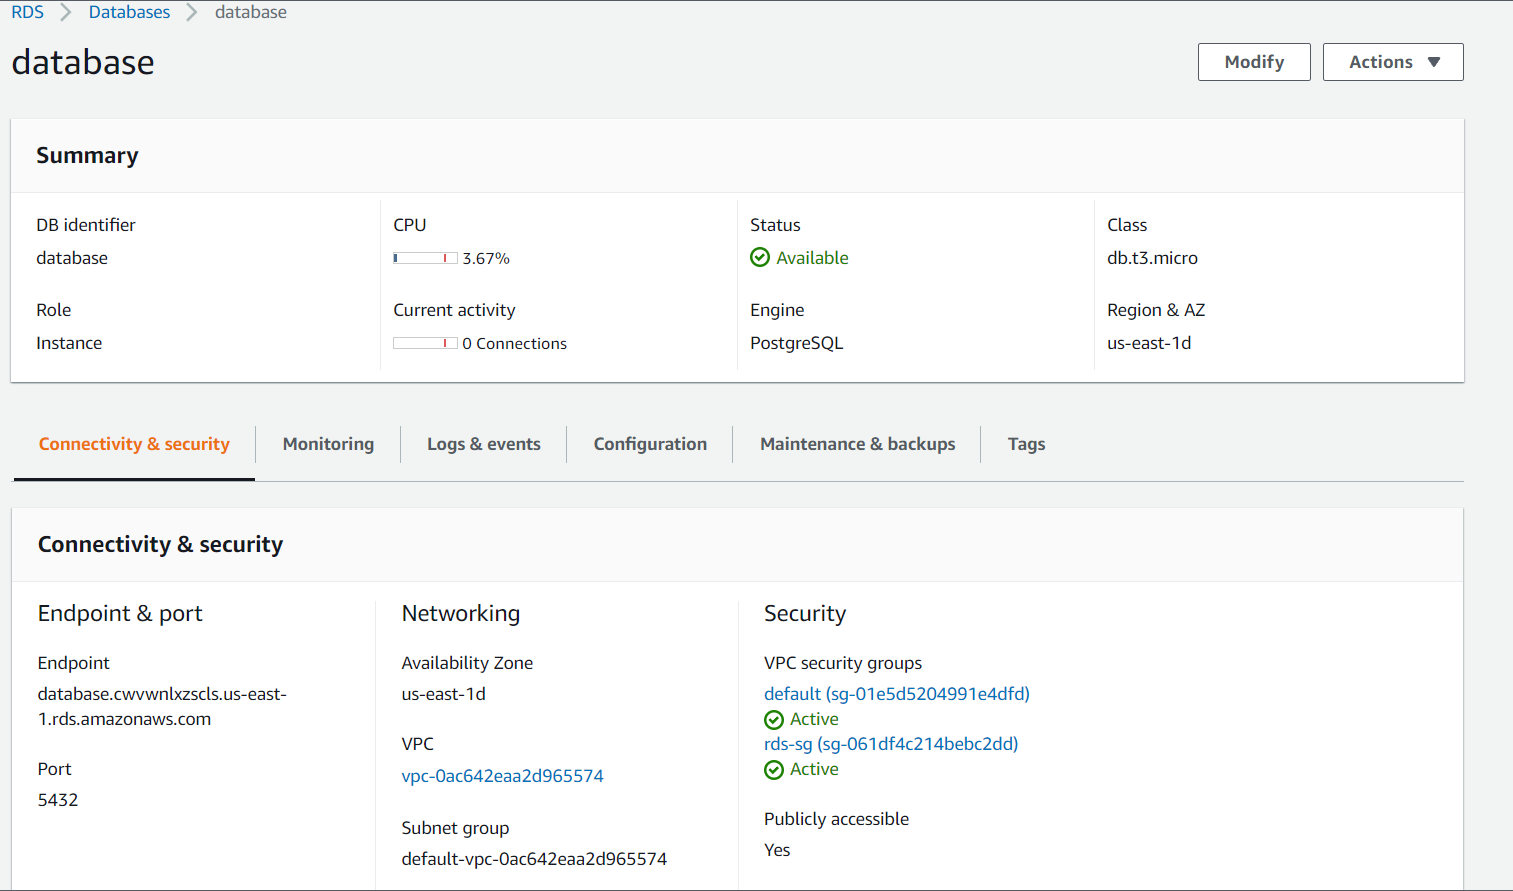 RDS > Databases > database
database
Modify
Actions
Summary
DB identifier
database
CPU
3.67%
Status
Available
Class
db.t3.micro
Role
Instance
Current activity
0 Connections
Engine
PostgreSQL
Region & AZ
us-east-1d
Connectivity & security
Monitoring
Logs & events
Configuration
Maintenance & backups
Tags
Connectivity & security
Endpoint & port
Endpoint
database.cwvwnlxzscls.us-east-
1.rds.amazonaws.com
Port
5432
Networking
Availability Zone
us-east-1d
VPC
vpc-0ac642eaa2d965574
Subnet group
default-vpc-0ac642eaa2d965574
Security
VPC security groups
default (sg-01e5d5204991e4dfd)
Active
rds-sg (sg-061df4c214bebc2dd)
Active
Publicly accessible
Yes